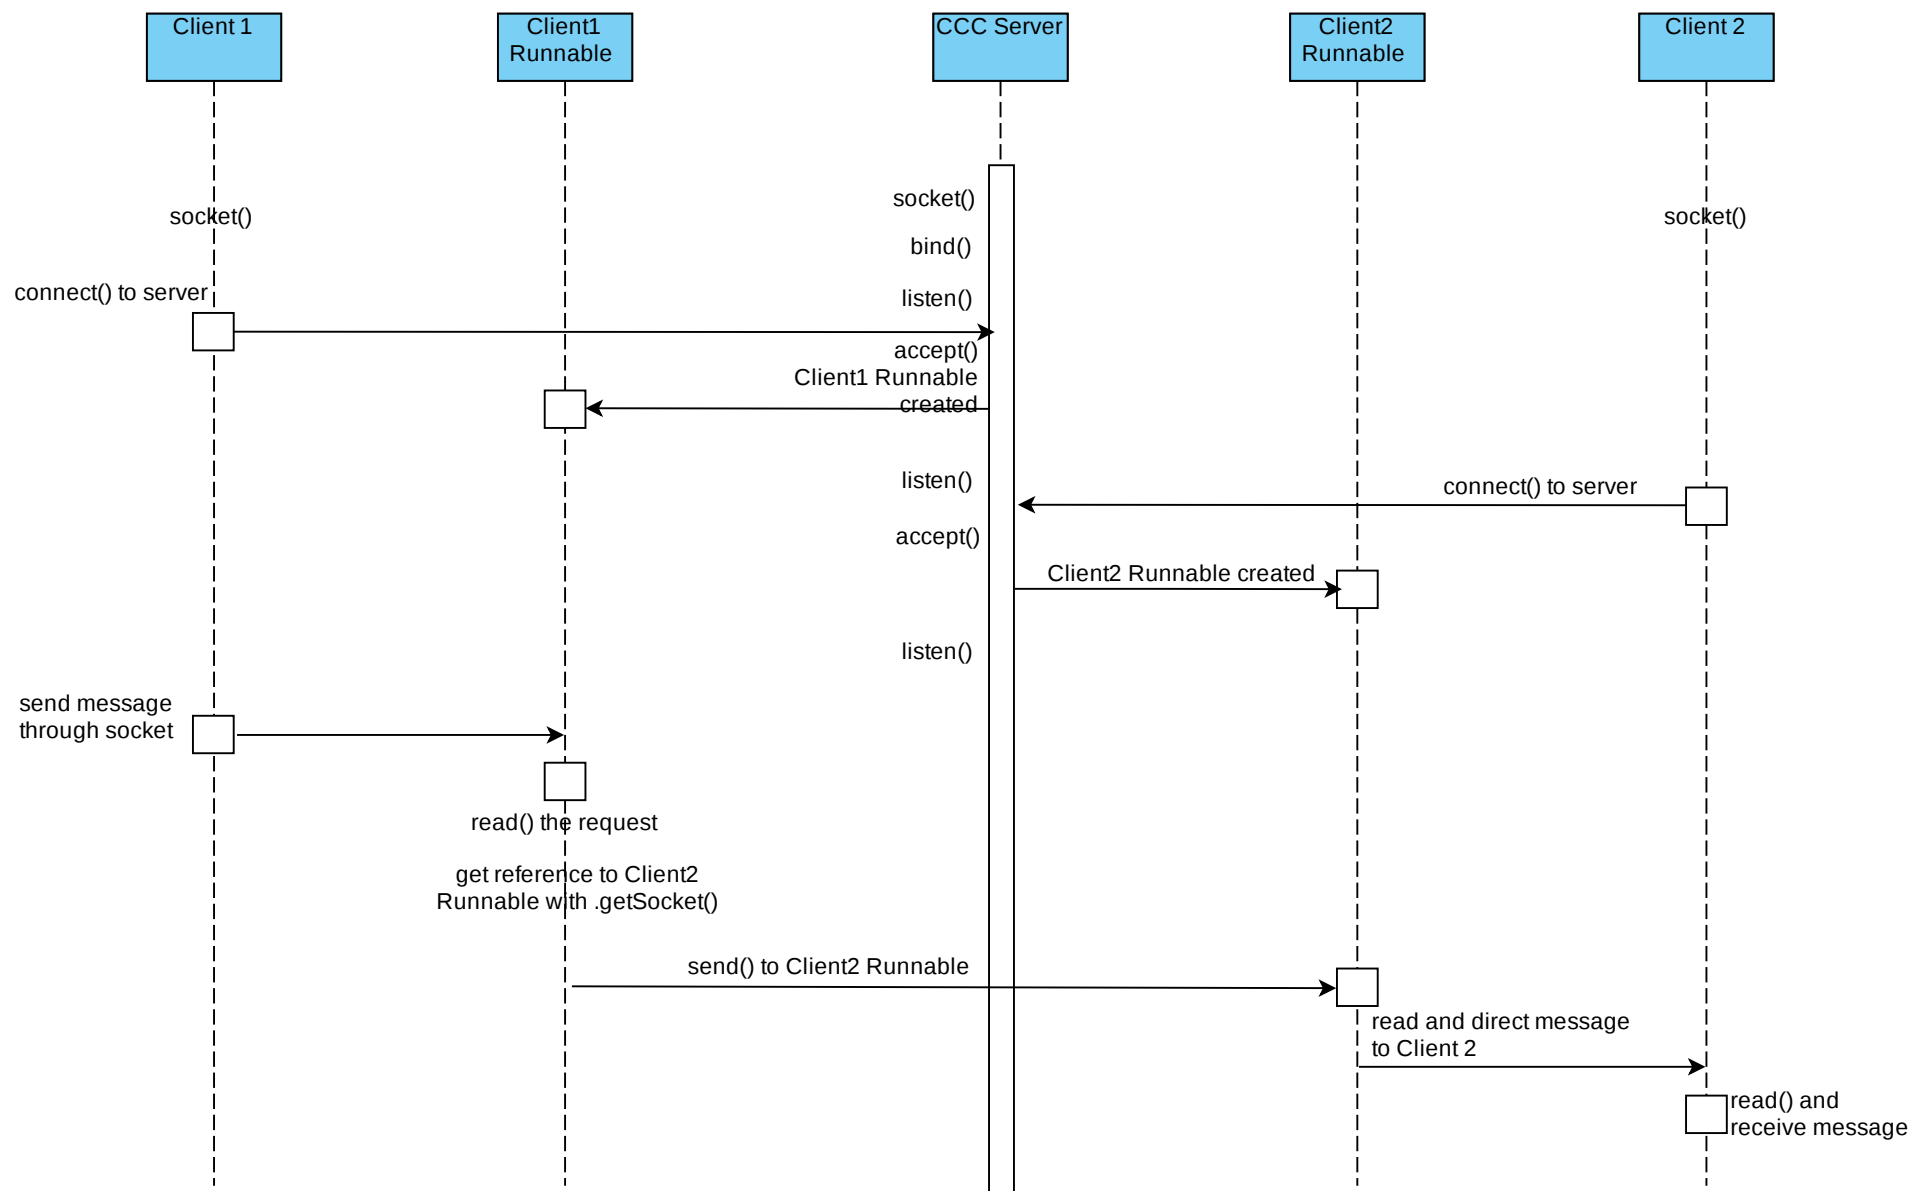 Client 1
Client1
Runnable
CCC Server
Client2
Runnable
Client 2
socket()
socket()
socket()
bind()
connect() to server
listen()
accept()
Client1 Runnable
created
listen()
connect() to server
accept()
Client2 Runnable created
listen()
send message
through socket
read() the request
get reference to Client2
Runnable with .getSocket()
send() to Client2 Runnable
read and direct message
to Client 2
read() and
receive message